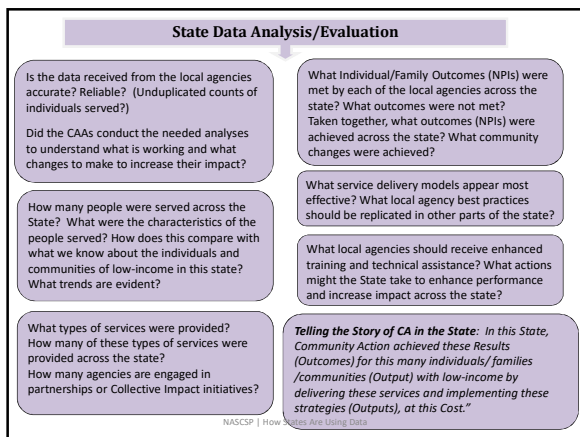 State Data Analysis/Evaluation
Is the data received from the local agencies
accurate? Reliable? (Unduplicated counts of
individuals served?)
Did the CAAs conduct the needed analyses
to understand what is working and what
changes to make to increase their impact?
How many people were served across the
State? What were the characteristics of the
people served? How does this compare with
what we know about the individuals and
communities of low-income in this state?
What trends are evident?
What types of services were provided?
How many of these types of services were
provided across the state?
How many agencies are engaged in
partnerships or Collective Impact initiatives?
What Individual/Family Outcomes (NPIs) were
met by each of the local agencies across the
state? What outcomes were not met?
Taken together, what outcomes (NPIs) were
achieved across the state? What community
changes were achieved?
What service delivery models appear most
effective? What local agency best practices
should be replicated in other parts of the state?
What local agencies should receive enhanced
training and technical assistance? What actions
might the State take to enhance performance
and increase impact across the state?
Telling the Story of CA in the State: In this State,
Community Action achieved these Results
(Outcomes) for this many individuals/ families
/communities (Output) with low-income by
delivering these services and implementing these
strategies (Outputs), at this Cost.”
NASCSP | How States Are Using Data